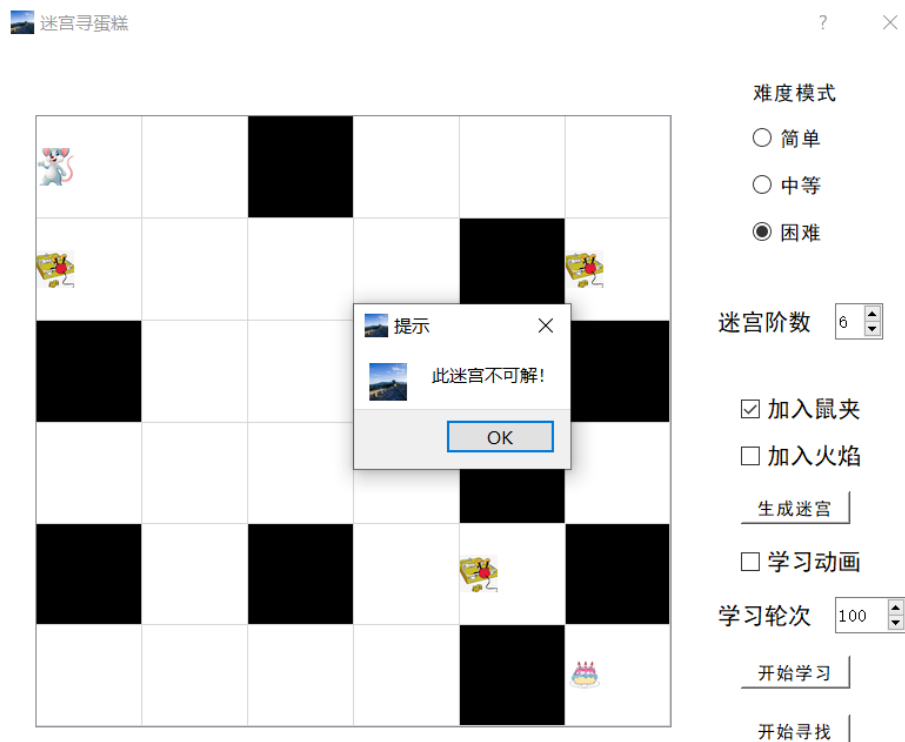 迷宫寻蛋糕
?
难度模式
简单
中等
困难
迷宫阶数 6
提示
此迷宫不可解!
OK
加入鼠夹
加入火焰
生成迷宫
学习动画
学习轮次 100
开始学习
开始寻找